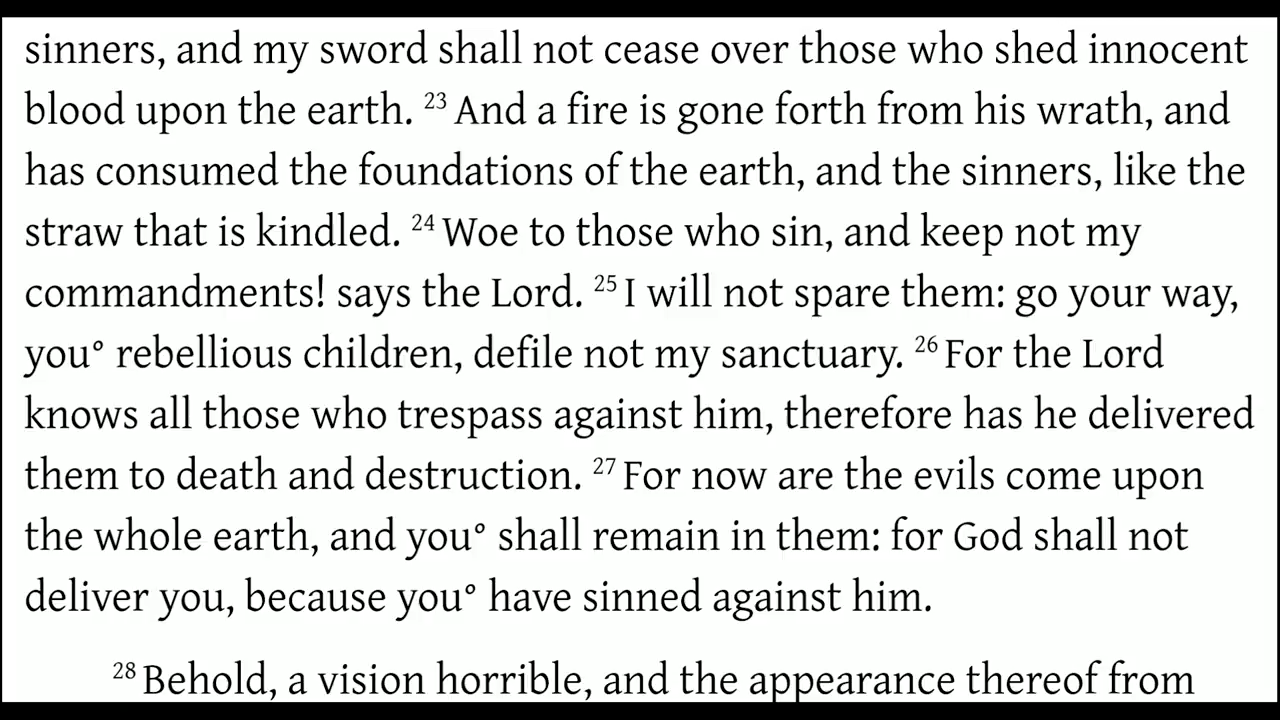 sinners, and my sword shall not cease over those who shed innocent
blood upon the earth. 23 And a fire is gone forth from his wrath, and
has consumed the foundations of the earth, and the sinners, like the
straw that is kindled. 24 Woe to those who sin, and keep not my
commandments! says the Lord. 25 I will not spare them: go your way,
you° rebellious children, defile not my sanctuary. 26 For the Lord
knows all those who trespass against him, therefore has he delivered
them to death and destruction. 27 For now are the evils come upon
the whole earth, and you° shall remain in them: for God shall not
deliver you, because you° have sinned against him.
28 Behold, a vision horrible, and the appearance thereof from